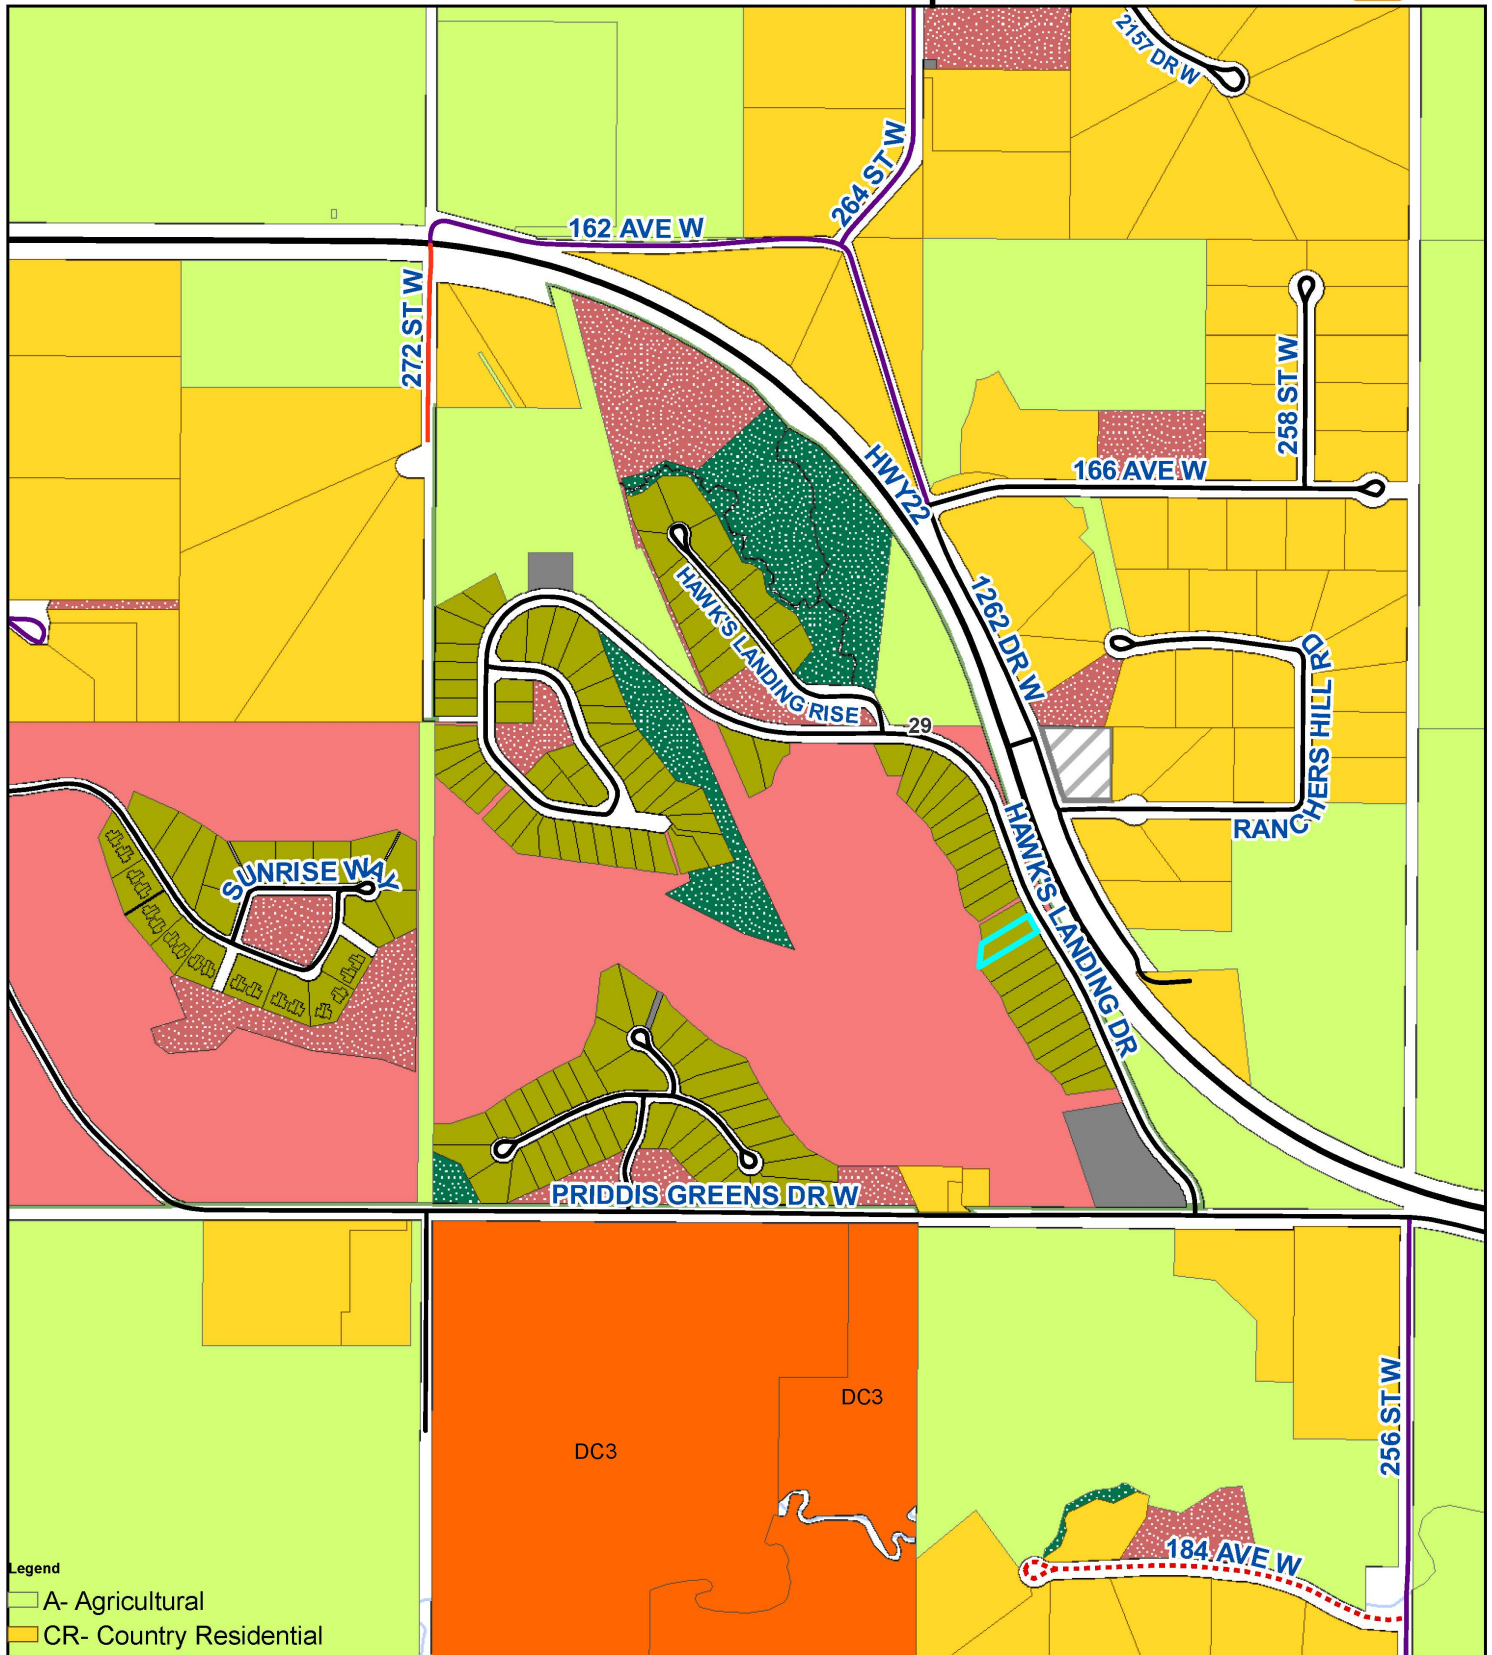 2157 DR W
264 ST W
162 AVE W
272 ST W
258 ST W
HWY22
166 AVE W
HAWK'S LANDING RISE
1262 DR W
RANCHERS HILL RD
29
SUNRISE WAY
HAWK'S LANDING DR
PRIDDIS GREENS DR W
DC3
DC3
256 ST W
184 AVE W
Legend
A- Agricultural
CR- Country Residential